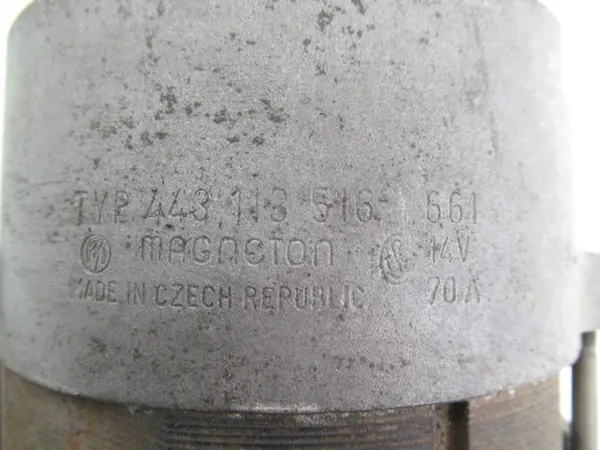 TYP 443 113 516 661
MAGNETON 14V
MADE IN CZECH REPUBLIC 70A